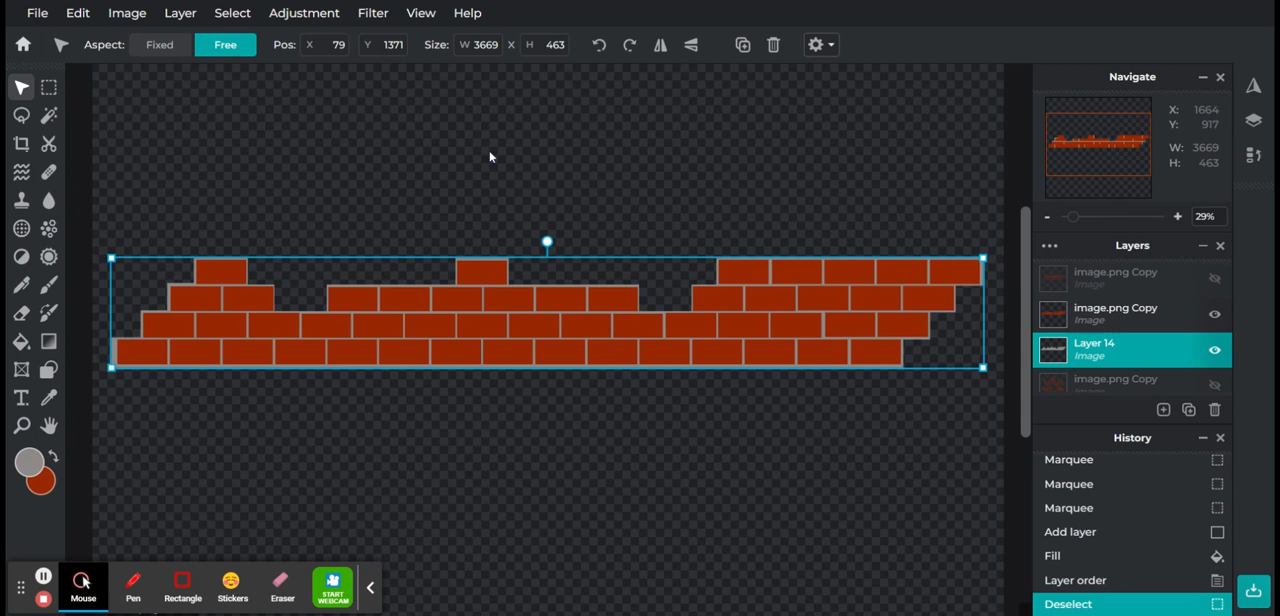 File Edit Image Layer Select Adjustment Filter View Help
Aspect: Fixed Free Pos: X 79 Y 1371 Size: W 3669 X H 463
Navigate
X: 1664
Y: 917
W: 3669
H: 463
- + 29%
Layers
image.png Copy
Image
image.png Copy
Image
Layer 14
Image
image.png Copy
Image
History
Marquee
Marquee
Marquee
Add layer
Fill
Layer order
Deselect
T
Mouse Pen Rectangle Stickers Eraser START
WEBCAM